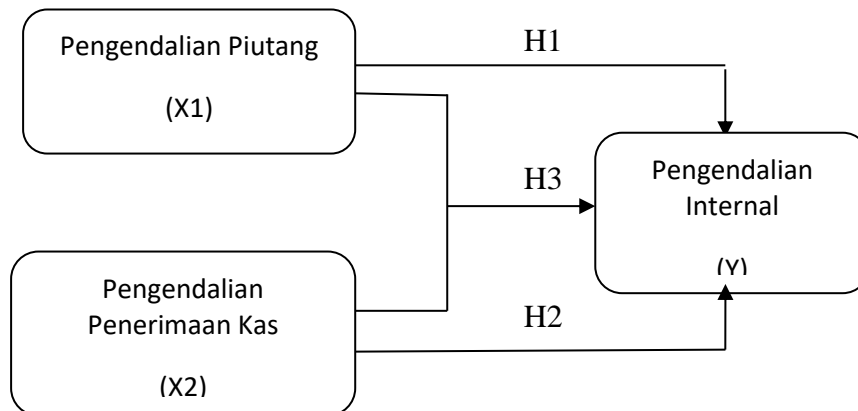 Pengendalian Piutang
(X1)
H1
Pengendalian
Internal
(Y)
H3
Pengendalian
Penerimaan Kas
(X2)
H2